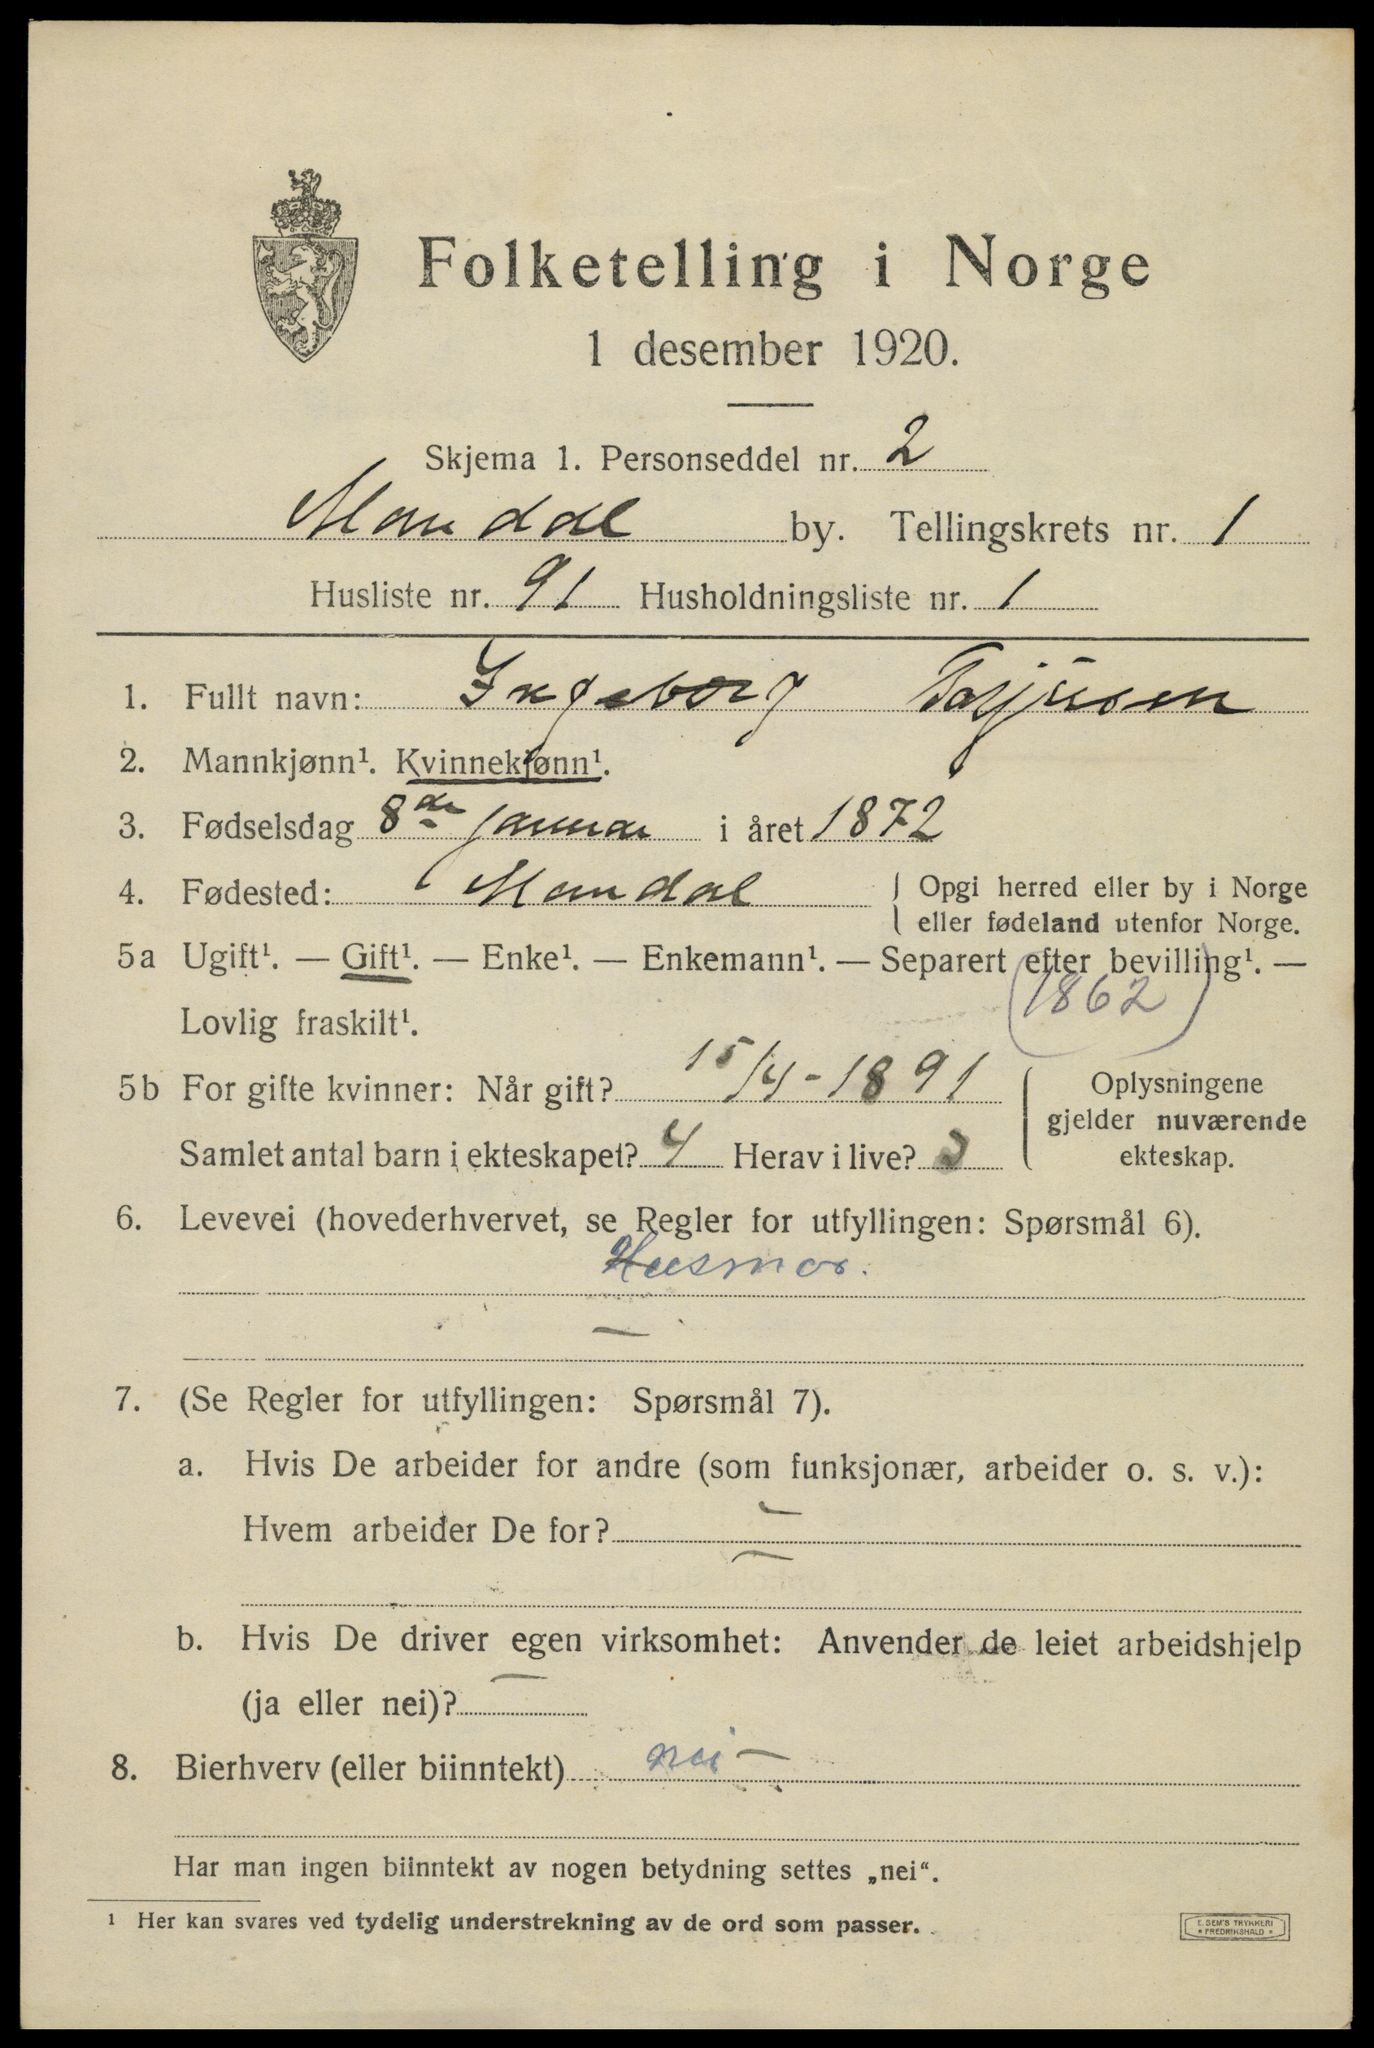 Folketelling i Norge
1 desember 1920.
Skjema 1. Personseddel nr. 2
Mandal by. Tellingskrets nr. 1
Husliste nr. 91 Husholdningsliste nr. 1
1. Fullt navn: Ingeborg
2. Mannkjønn¹. Kvinnekjønn¹.
3. Fødselsdag 8de januar i året 1872
4. Fødested: Mandal { Opgi herred eller by i Norge
eller fødeland utenfor Norge.
5a Ugift¹. — Gift¹. — Enke¹. — Enkemann¹. — Separert efter bevilling¹. —
Lovlig fraskilt¹. (1862)
5b For gifte kvinner: Når gift? 15/4-1891 { Oplysningene
gjelder nuværende
ekteskap.
Samlet antal barn i ekteskapet? 4 Herav i live? 3
6. Levevei (hovederhvervet, se Regler for utfyllingen: Spørsmål 6).
Husmor.
—
7. (Se Regler for utfyllingen: Spørsmål 7).
a. Hvis De arbeider for andre (som funksjonær, arbeider o. s. v.):
Hvem arbeider De for? —
—
b. Hvis De driver egen virksomhet: Anvender de leiet arbeidshjelp
(ja eller nei)? —
8. Bierhverv (eller biinntekt) nei —
Har man ingen biinntekt av nogen betydning settes „nei“.
¹ Her kan svares ved tydelig understrekning av de ord som passer.
E. SEM'S TRYKKERI
* FREDRIKSHALD *